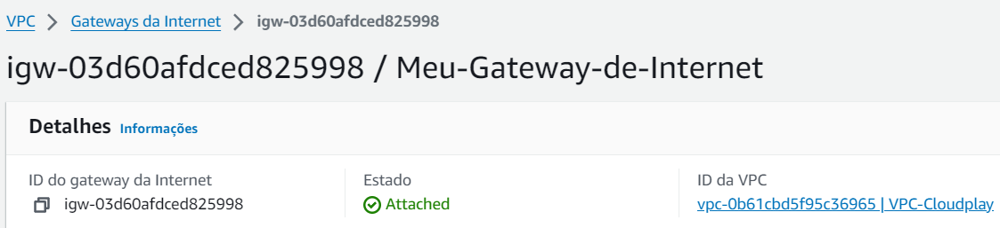 VPC > Gateways da Internet > igw-03d60afdced825998
igw-03d60afdced825998 / Meu-Gateway-de-Internet
Detalhes Informações
ID do gateway da Internet
igw-03d60afdced825998
Estado
Attached
ID da VPC
vpc-0b61cbd5f95c36965 | VPC-Cloudplay